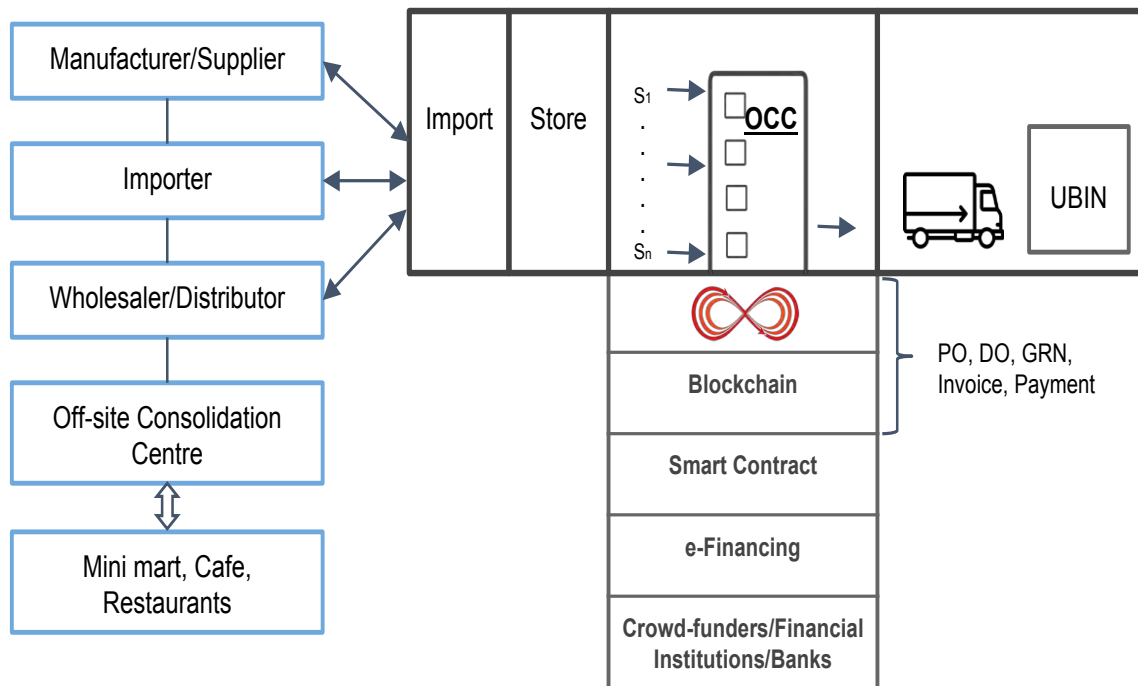 Manufacturer/Supplier
Importer
Wholesaler/Distributor
Off-site Consolidation
Centre
Mini mart, Cafe,
Restaurants
Import
Store
S1
.
.
.
.
.
Sn
OCC
UBIN
PO, DO, GRN,
Invoice, Payment
Blockchain
Smart Contract
e-Financing
Crowd-funders/Financial
Institutions/Banks